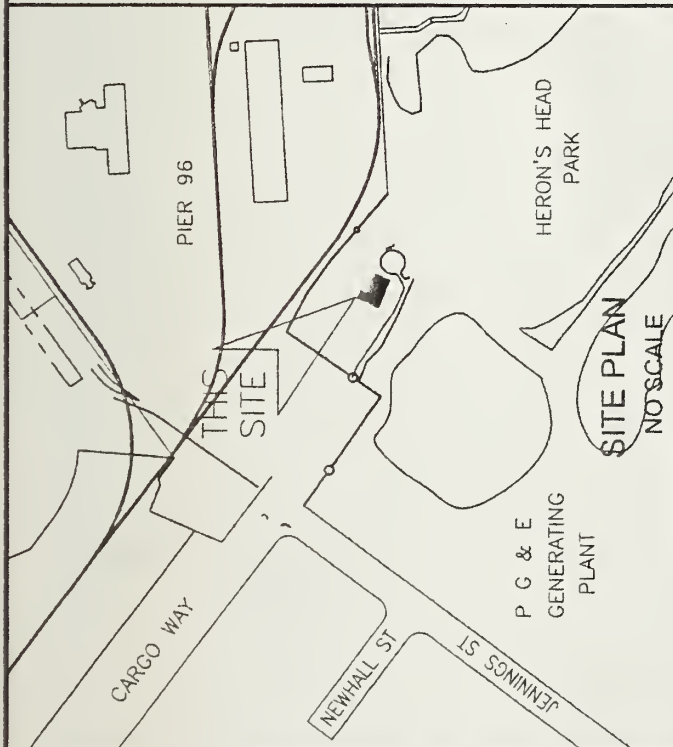 PIER 96
HERON'S HEAD
PARK
THIS
SITE
SITE PLAN
NO SCALE
P G & E
GENERATING
PLANT
CARGO WAY
NEWHALL ST
JENNINGS ST